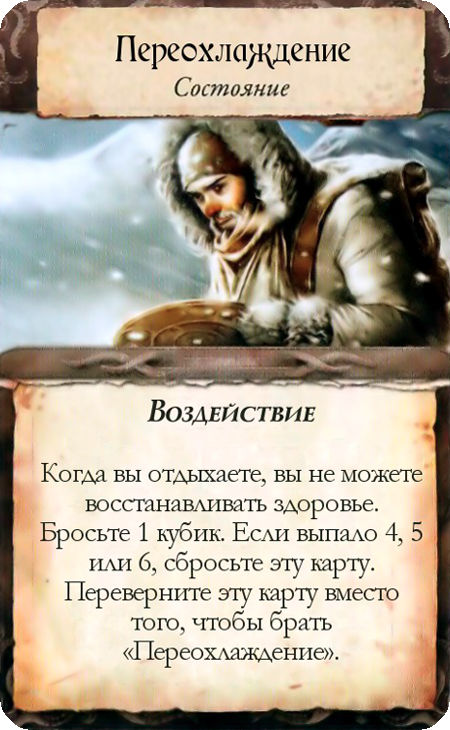 Переохлаждение
Состояние
Воздействие
Когда вы отдыхаете, вы не можете
восстанавливать здоровье.
Бросьте 1 кубик. Если выпало 4, 5
или 6, сбросьте эту карту.
Переверните эту карту вместо
того, чтобы брать
«Переохлаждение».